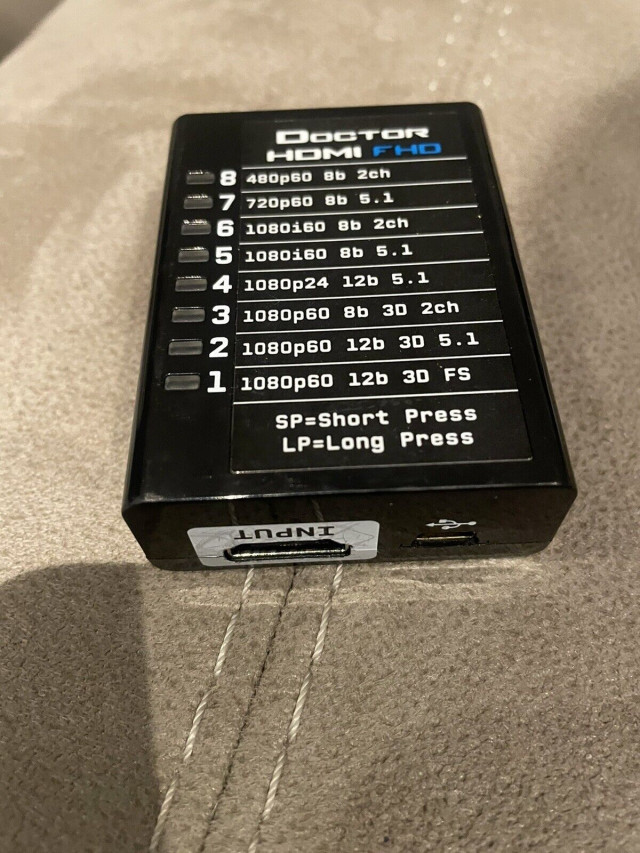 DOCTOR
HDMI FHD
8 480p60 8b 2ch
7 720p60 8b 5.1
6 1080i60 8b 2ch
5 1080i60 8b 5.1
4 1080p24 12b 5.1
3 1080p60 8b 3D 2ch
2 1080p60 12b 3D 5.1
1 1080p60 12b 3D FS
SP=Short Press
LP=Long Press
INPUT